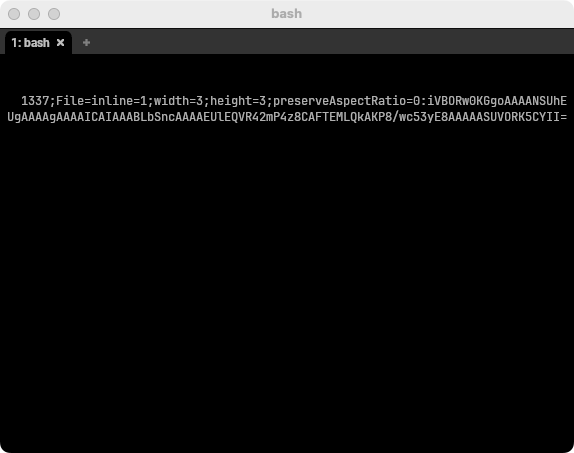 bash
1: bash × +
1337;File=inline=1;width=3;height=3;preserveAspectRatio=0:iVBORw0KGgoAAAANSUhE
UgAAAAgAAAAICAIAAABLbSncAAAAEUlEQVR42mP4z8CAFTEMLQkAKP8/wc53yE8AAAAASUVORK5CYII=